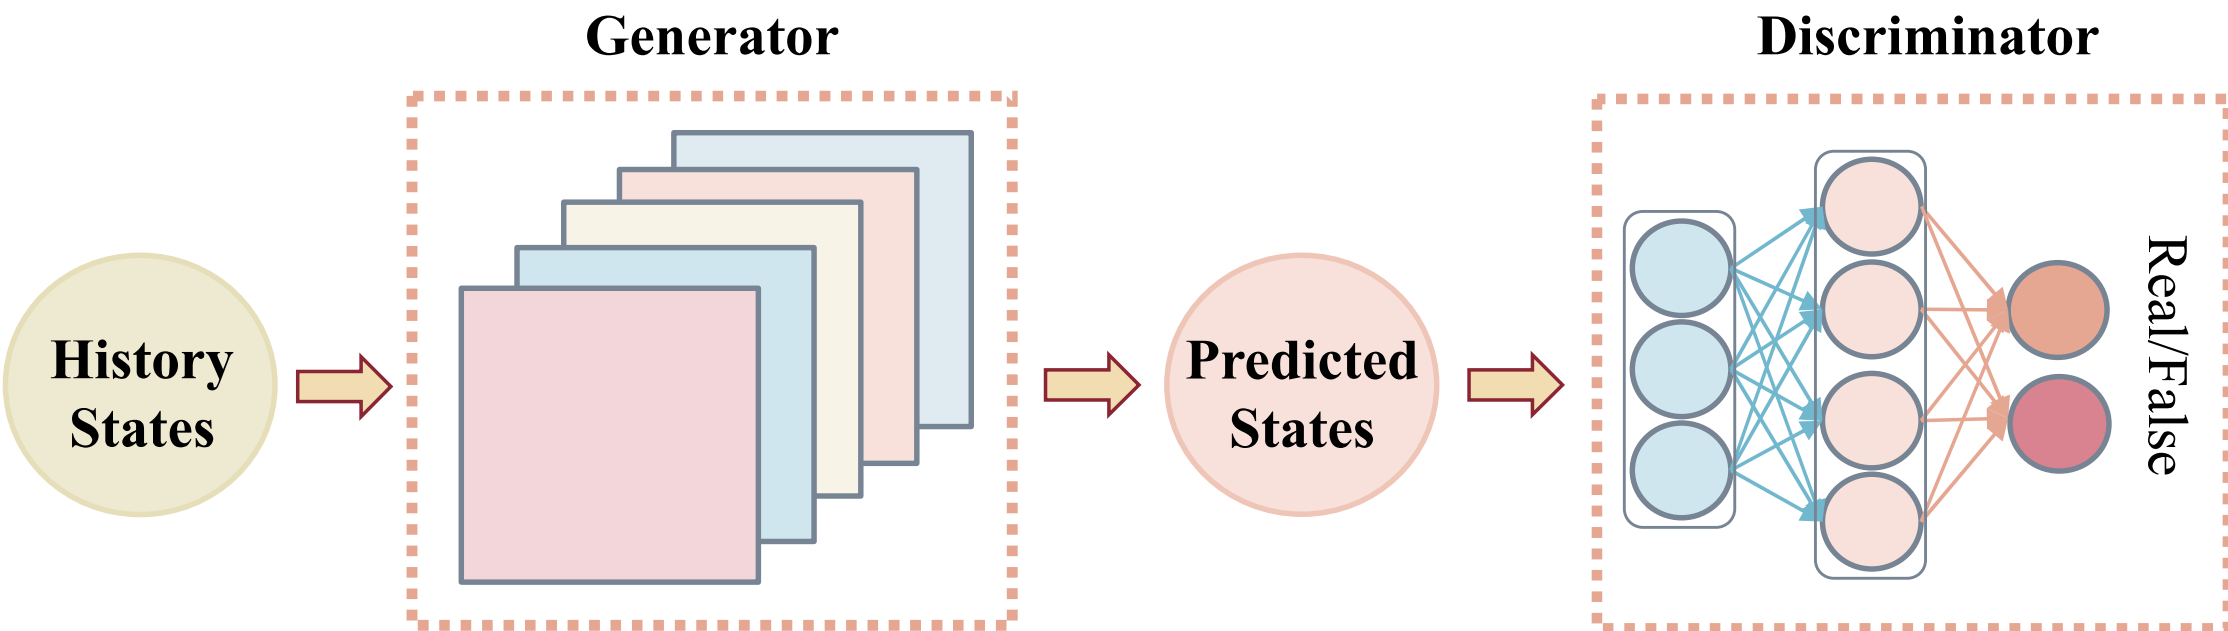 Generator
Discriminator
History
States
Predicted
States
Real/False